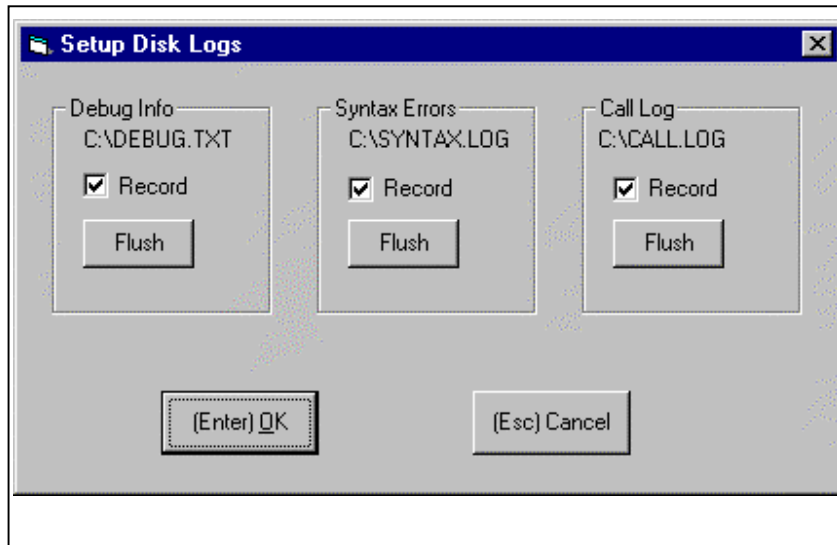 Setup Disk Logs
Debug Info
C:\DEBUG.TXT
Record
Flush
Syntax Errors
C:\SYNTAX.LOG
Record
Flush
Call Log
C:\CALL.LOG
Record
Flush
(Enter) OK
(Esc) Cancel